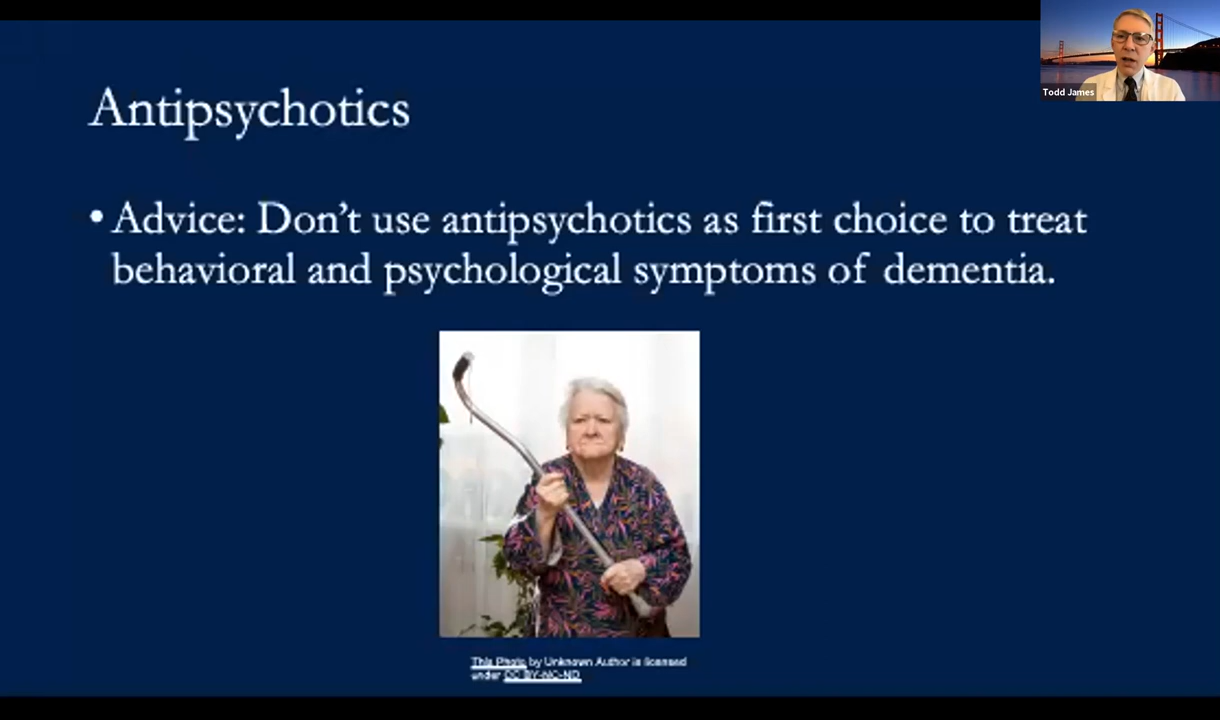 Antipsychotics
• Advice: Don’t use antipsychotics as first choice to treat
behavioral and psychological symptoms of dementia.
This Photo by Unknown Author is licensed
under CC BY-NC-ND
Todd James